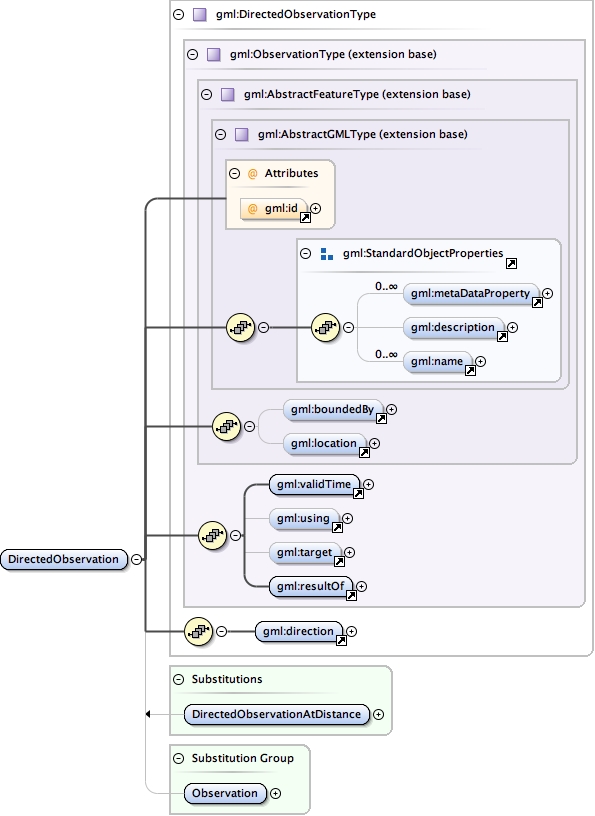 gml:DirectedObservationType
gml:ObservationType (extension base)
gml:AbstractFeatureType (extension base)
gml:AbstractGMLType (extension base)
@ Attributes
@ gml:id
gml:StandardObjectProperties
0..∞
gml:metaDataProperty
gml:description
0..∞
gml:name
gml:boundedBy
gml:location
gml:validTime
gml:using
gml:target
gml:resultOf
DirectedObservation
gml:direction
Substitutions
DirectedObservationAtDistance
Substitution Group
Observation